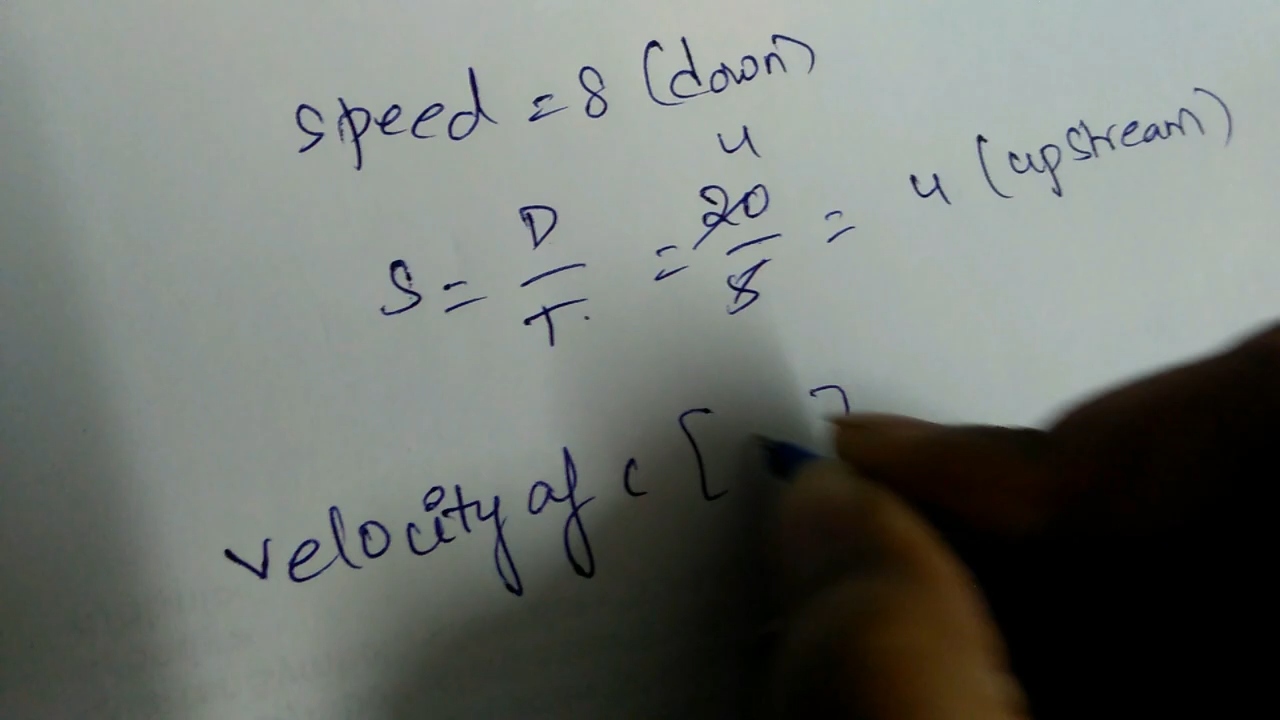 speed = 8 (down)
4
S = D/T. = 20/5 = 4 (upstream)
velocity of c [ ]